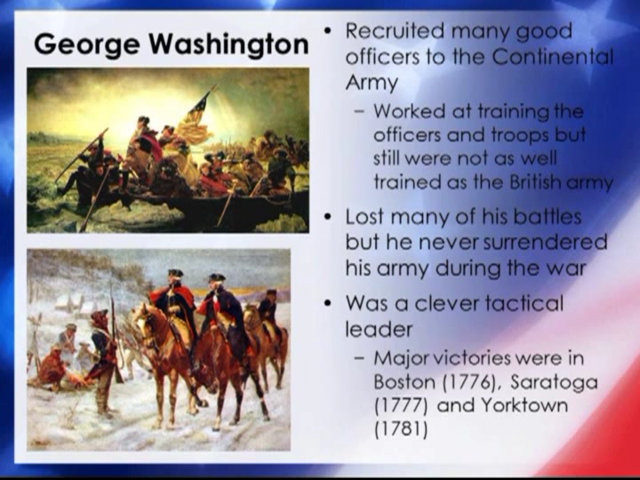 George Washington
• Recruited many good
officers to the Continental
Army
– Worked at training the
officers and troops but
still were not as well
trained as the British army
• Lost many of his battles
but he never surrendered
his army during the war
• Was a clever tactical
leader
– Major victories were in
Boston (1776), Saratoga
(1777) and Yorktown
(1781)